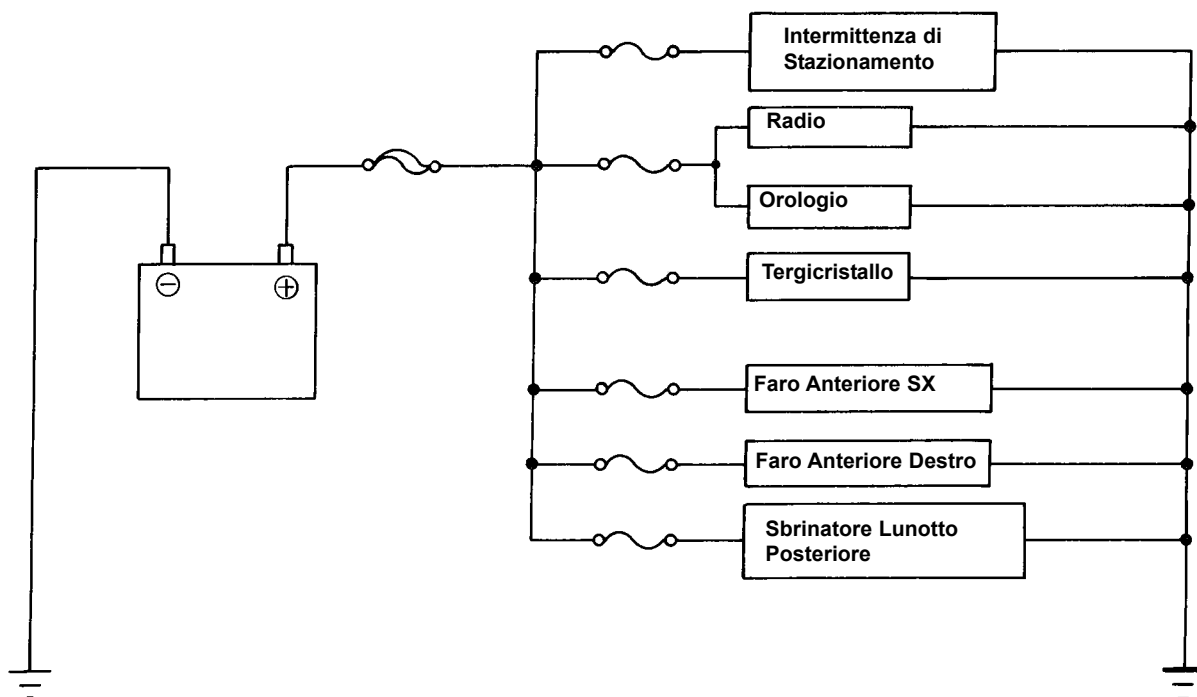 Intermittenza di
Stazionamento
Radio
Orologio
Tergicristallo
Faro Anteriore SX
Faro Anteriore Destro
Sbrinatore Lunotto
Posteriore